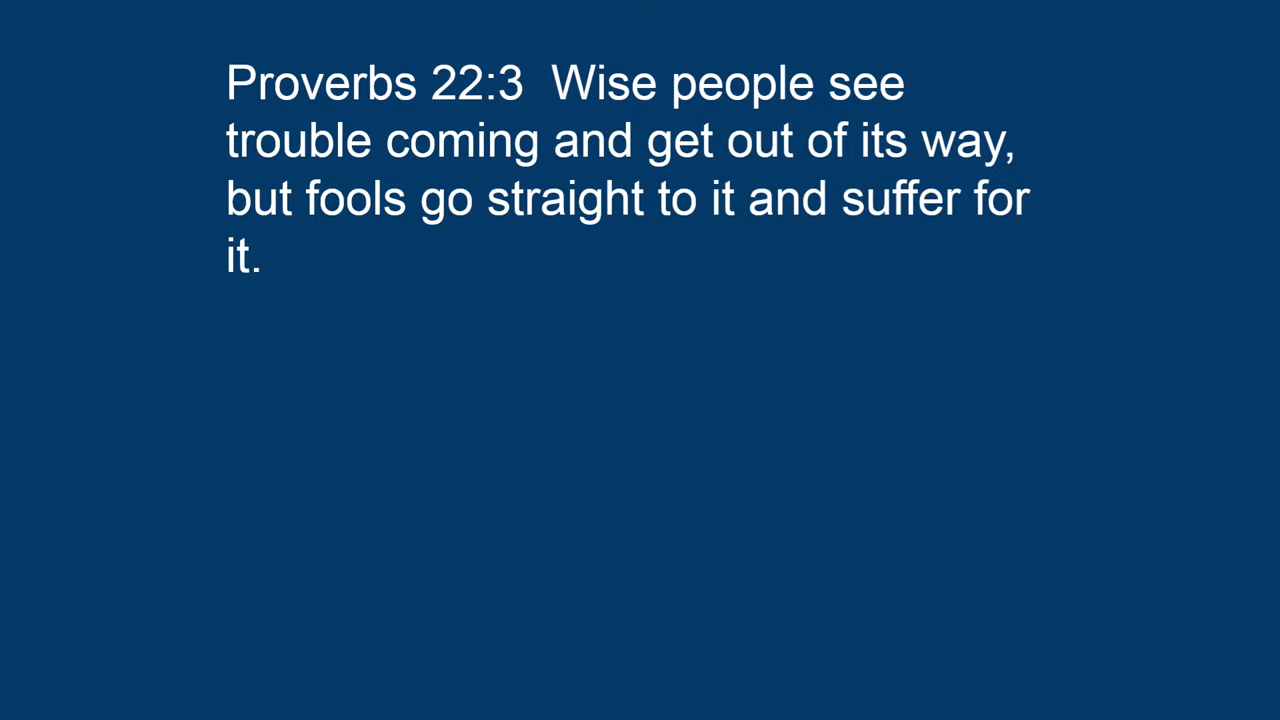 Proverbs 22:3  Wise people see
trouble coming and get out of its way,
but fools go straight to it and suffer for
it.